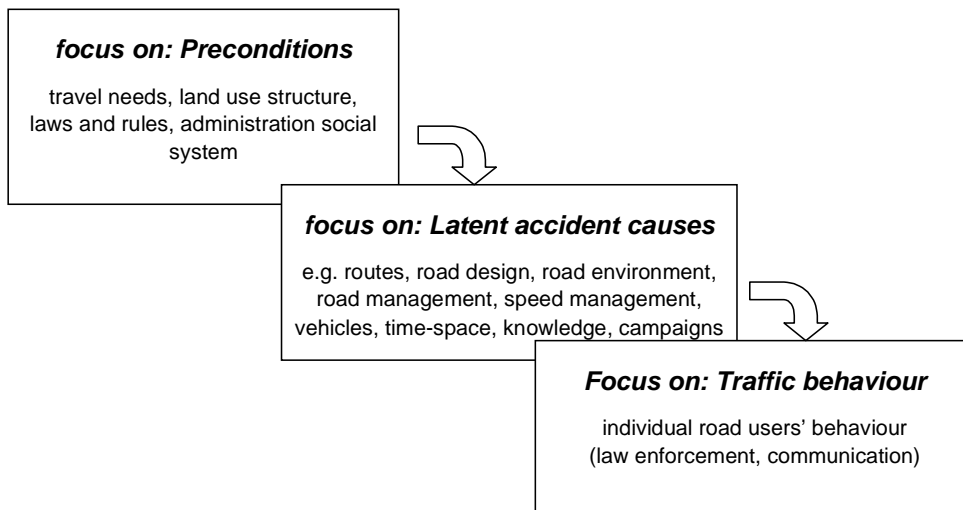 focus on: Preconditions
travel needs, land use structure,
laws and rules, administration social
system
focus on: Latent accident causes
e.g. routes, road design, road environment,
road management, speed management,
vehicles, time-space, knowledge, campaigns
Focus on: Traffic behaviour
individual road users’ behaviour
(law enforcement, communication)